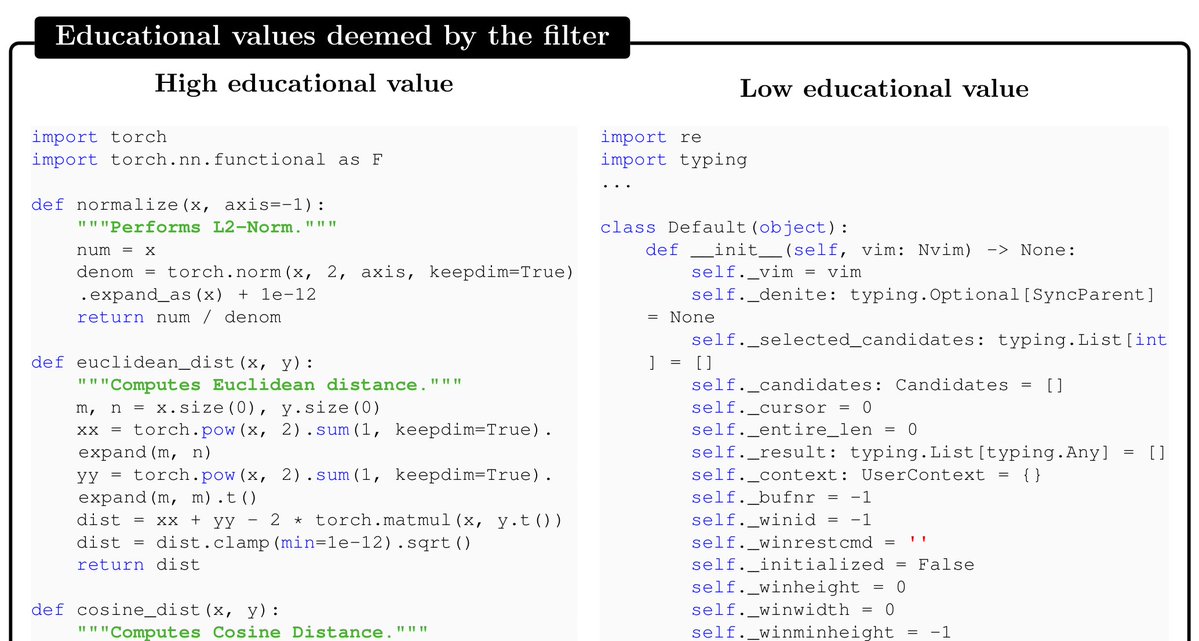 Educational values deemed by the filter
High educational value
import torch
import torch.nn.functional as F
def normalize(x, axis=-1):
"""Performs L2-Norm."""
num = x
denom = torch.norm(x, 2, axis, keepdim=True)
.expand_as(x) + 1e-12
return num / denom
def euclidean_dist(x, y):
"""Computes Euclidean distance."""
m, n = x.size(0), y.size(0)
xx = torch.pow(x, 2).sum(1, keepdim=True).
expand(m, n)
yy = torch.pow(x, 2).sum(1, keepdim=True).
expand(m, m).t()
dist = xx + yy - 2 * torch.matmul(x, y.t())
dist = dist.clamp(min=1e-12).sqrt()
return dist
def cosine_dist(x, y):
"""Computes Cosine Distance."""
Low educational value
import re
import typing
...
class Default(object):
def __init__(self, vim: Nvim) -> None:
self._vim = vim
self._denite: typing.Optional[SyncParent]
= None
self._selected_candidates: typing.List[int
] = []
self._candidates: Candidates = []
self._cursor = 0
self._entire_len = 0
self._result: typing.List[typing.Any] = []
self._context: UserContext = {}
self._bufnr = -1
self._winid = -1
self._winrestcmd = ''
self._initialized = False
self._winheight = 0
self._winwidth = 0
self._winminheight = -1